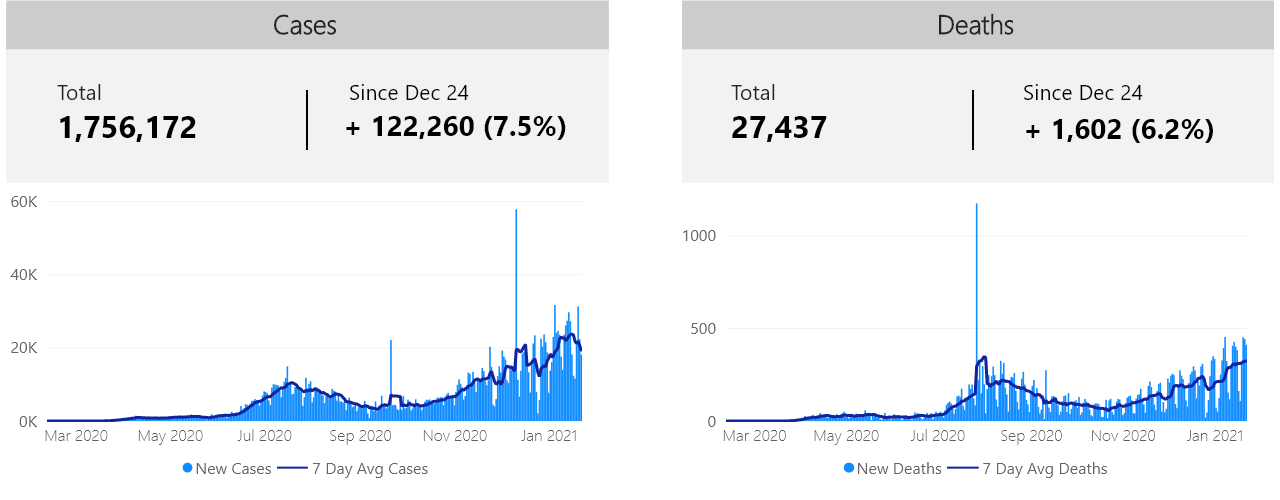 Cases
Total
1,756,172
Since Dec 24
+ 122,260 (7.5%)
60K
40K
20K
0K
Mar 2020 May 2020 Jul 2020 Sep 2020 Nov 2020 Jan 2021
New Cases 7 Day Avg Cases
Deaths
Total
27,437
Since Dec 24
+ 1,602 (6.2%)
1000
500
0
Mar 2020 May 2020 Jul 2020 Sep 2020 Nov 2020 Jan 2021
New Deaths 7 Day Avg Deaths